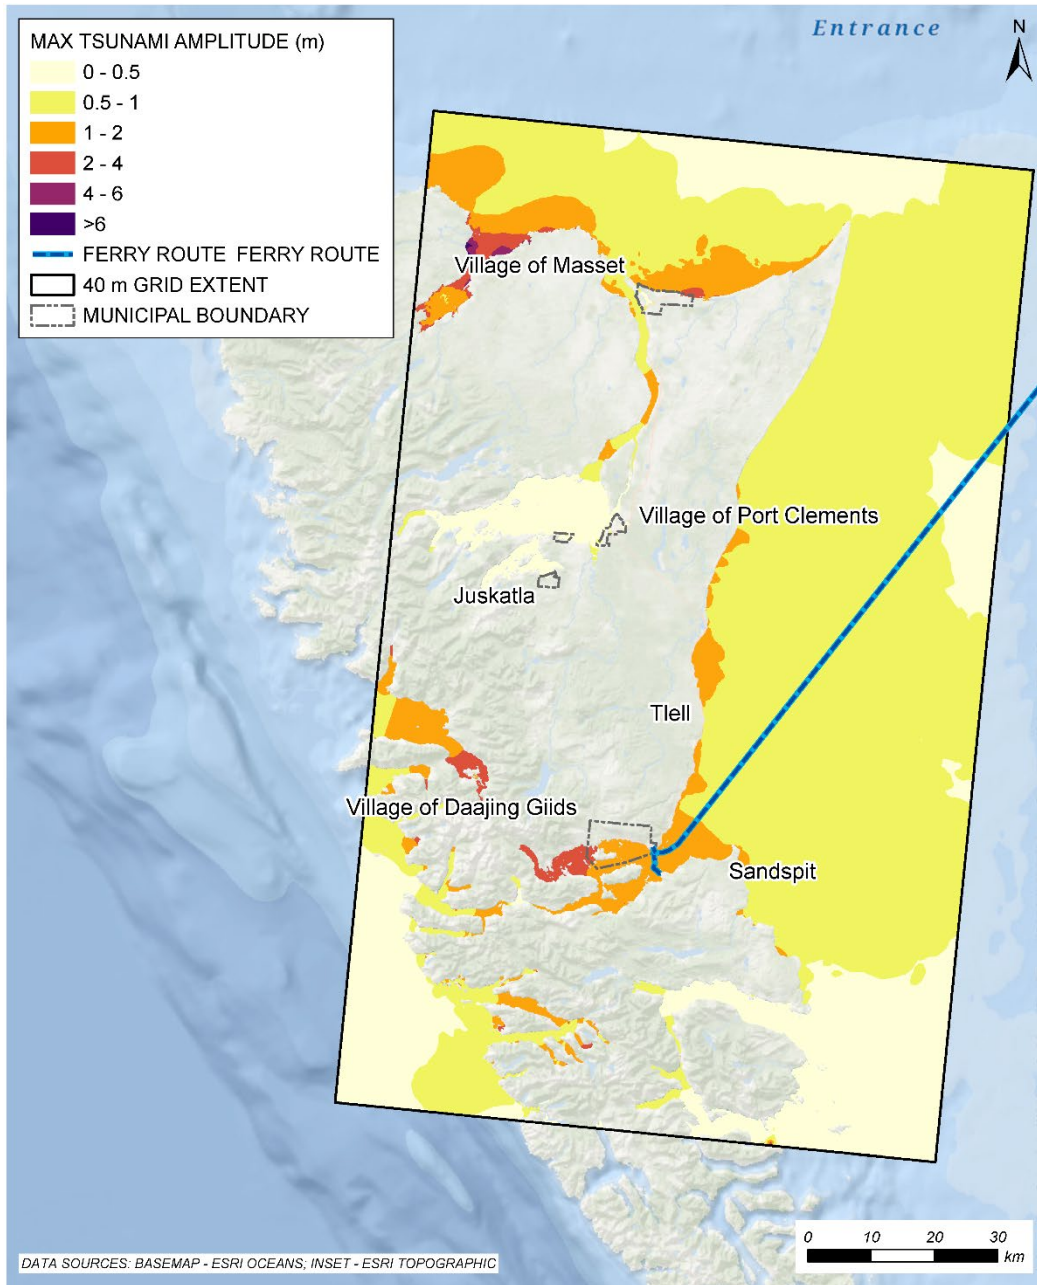 Entrance
N
MAX TSUNAMI AMPLITUDE (m)
0 - 0.5
0.5 - 1
1 - 2
2 - 4
4 - 6
>6
FERRY ROUTE FERRY ROUTE
40 m GRID EXTENT
MUNICIPAL BOUNDARY
Village of Masset
Village of Port Clements
Juskatla
Tlell
Village of Daajing Giids
Sandspit
0 10 20 30
km
DATA SOURCES: BASEMAP - ESRI OCEANS; INSET - ESRI TOPOGRAPHIC